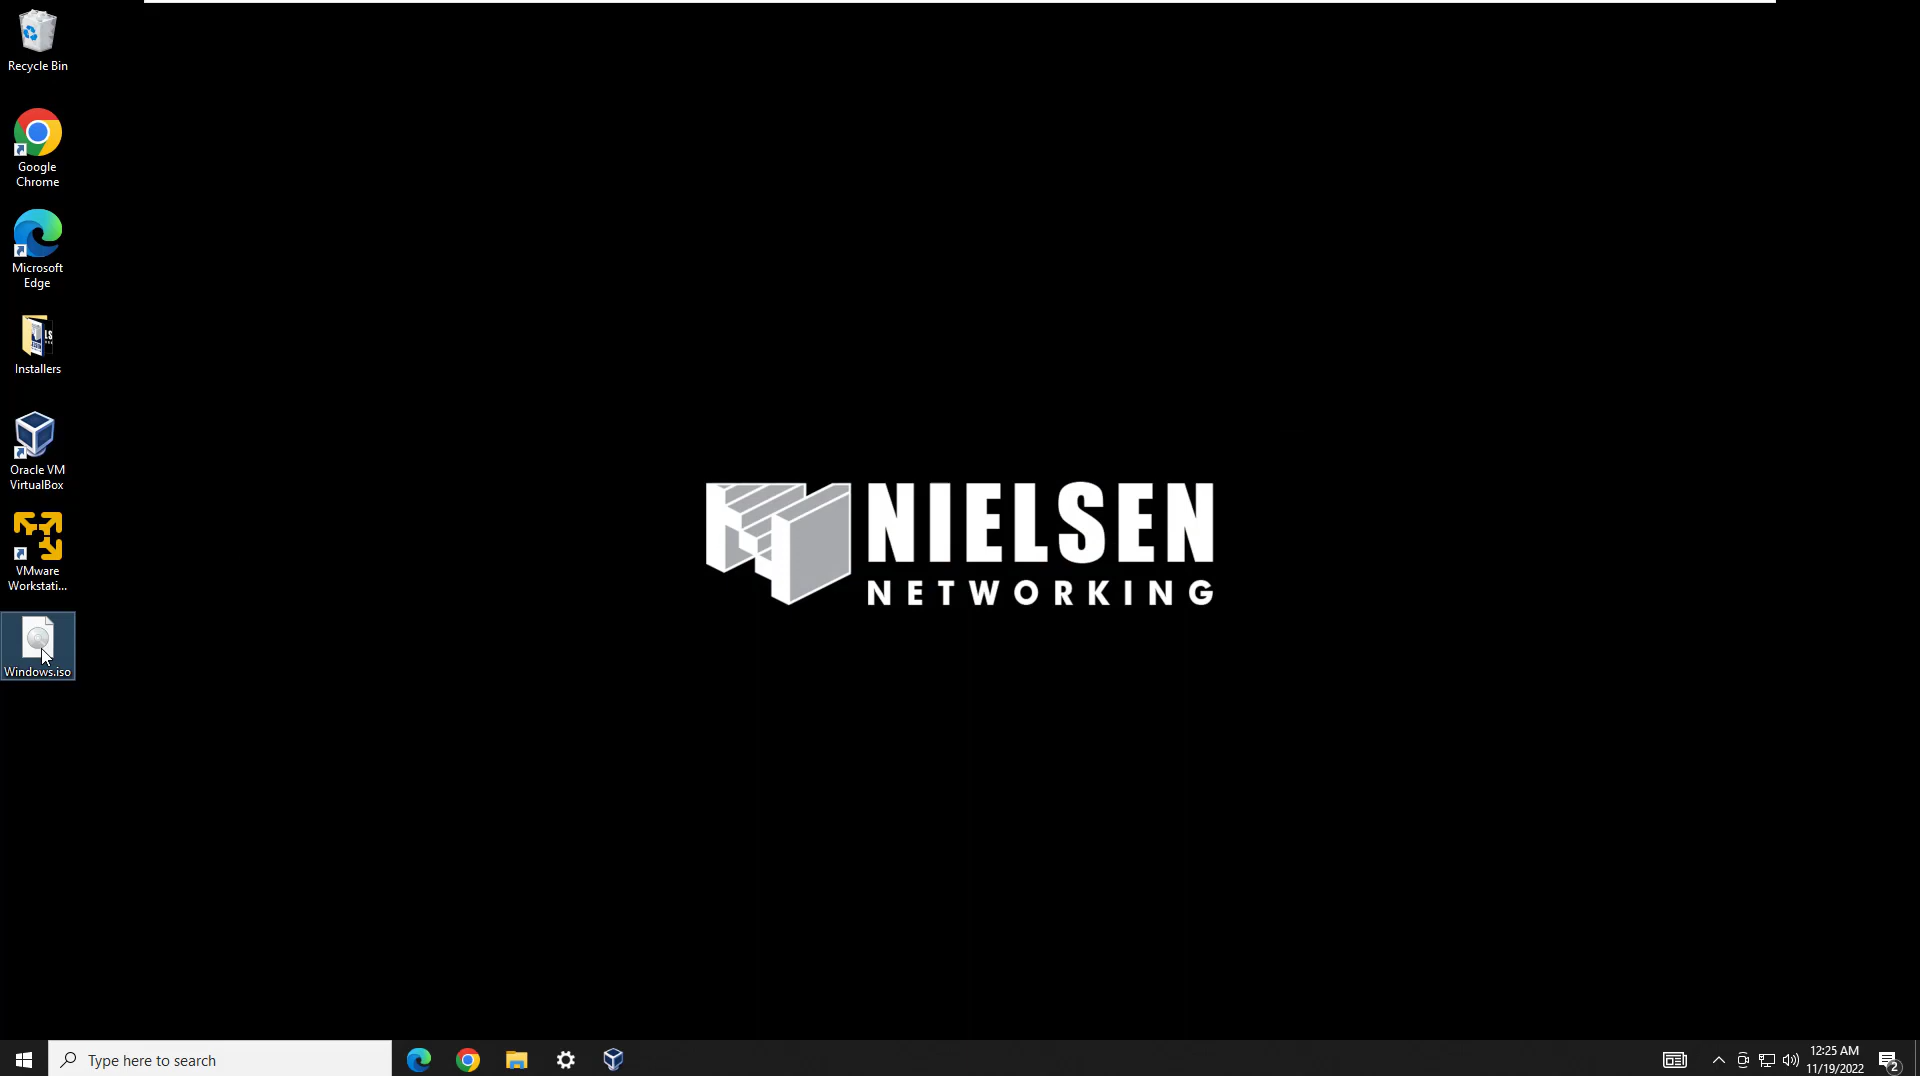 Recycle Bin
Google
Chrome
Microsoft
Edge
Installers
Oracle VM
VirtualBox
VMware
Workstati...
Windows.iso
NIELSEN
NETWORKING
Type here to search
12:25 AM
11/19/2022
2